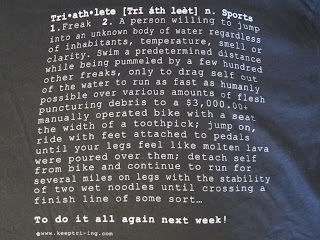 Tri•ath•lete [Trī áth leèt] n. Sports
1.Freak 2. A person willing to jump
into an unknown body of water regardless
of inhabitants, temperature, smell or
clarity. Swim a predetermined distance
while being pummeled by a few hundred
other freaks, only to drag self out
of the water to run as fast as humanly
possible over various amounts of flesh
puncturing debris to a $3,000.00+
manually operated bike with a seat
the width of a toothpick; jump on,
ride with feet attached to pedals
until your legs feel like molten lava
were poured over them; detach self
from bike and continue to run for
several miles on legs with the stability
of two wet noodles until crossing a
finish line of some sort…
To do it all again next week!
©www.keeptri-ing.com